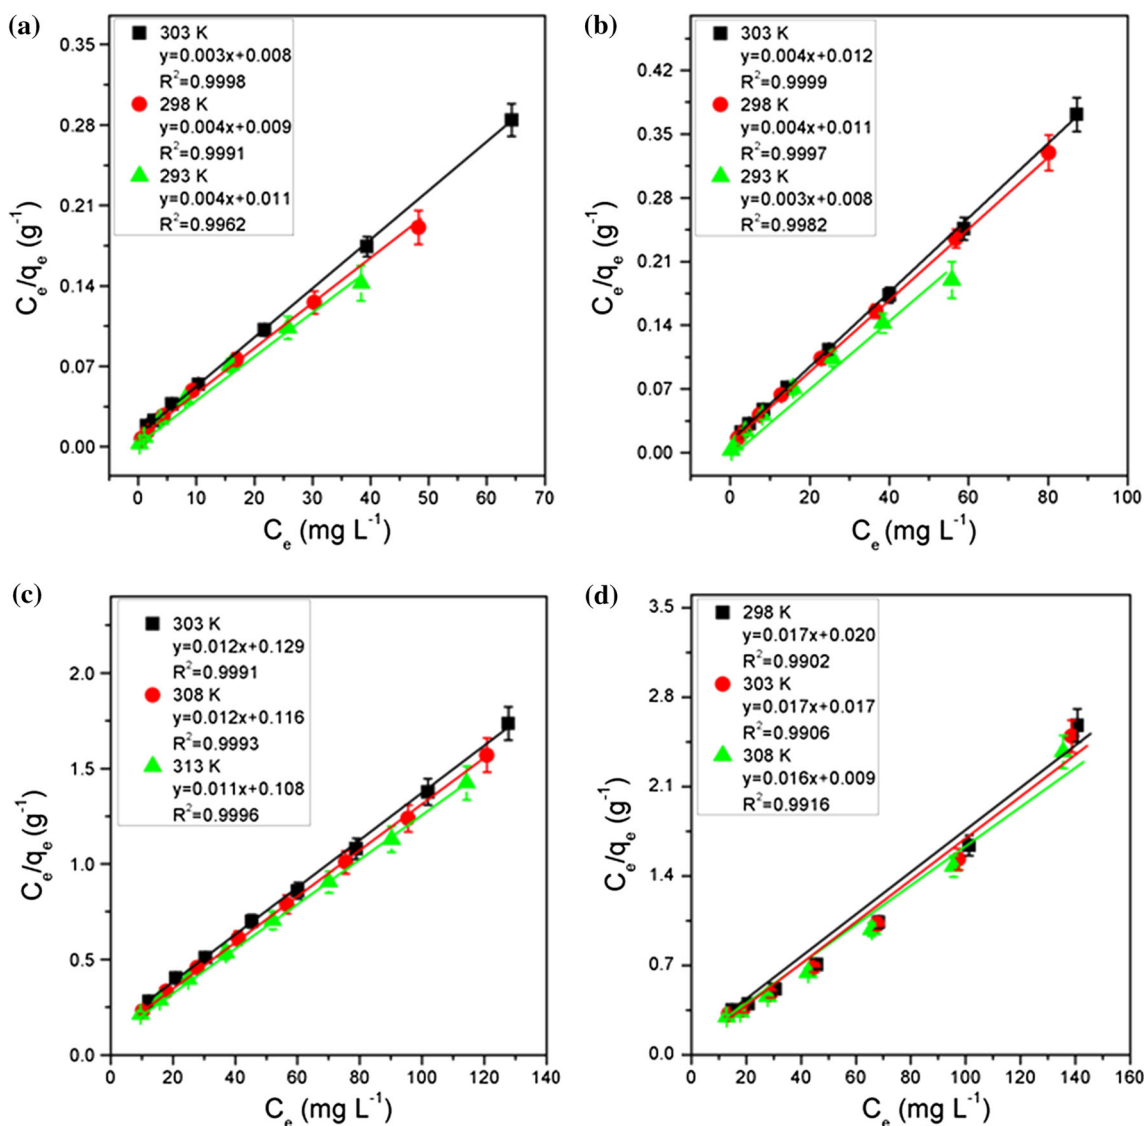 (a)
303 K
y=0.003x+0.008
R²=0.9998
298 K
y=0.004x+0.009
R²=0.9991
293 K
y=0.004x+0.011
R²=0.9962
0.35
0.28
0.21
0.14
0.07
0.00
Cₑ/qₑ (g⁻¹)
0 10 20 30 40 50 60 70
Cₑ (mg L⁻¹)
(b)
303 K
y=0.004x+0.012
R²=0.9999
298 K
y=0.004x+0.011
R²=0.9997
293 K
y=0.003x+0.008
R²=0.9982
0.42
0.35
0.28
0.21
0.14
0.07
0.00
Cₑ/qₑ (g⁻¹)
0 20 40 60 80 100
Cₑ (mg L⁻¹)
(c)
303 K
y=0.012x+0.129
R²=0.9991
308 K
y=0.012x+0.116
R²=0.9993
313 K
y=0.011x+0.108
R²=0.9996
2.0
1.5
1.0
0.5
0.0
Cₑ/qₑ (g⁻¹)
0 20 40 60 80 100 120 140
Cₑ (mg L⁻¹)
(d)
298 K
y=0.017x+0.020
R²=0.9902
303 K
y=0.017x+0.017
R²=0.9906
308 K
y=0.016x+0.009
R²=0.9916
3.5
2.8
2.1
1.4
0.7
0.0
Cₑ/qₑ (g⁻¹)
0 20 40 60 80 100 120 140 160
Cₑ (mg L⁻¹)